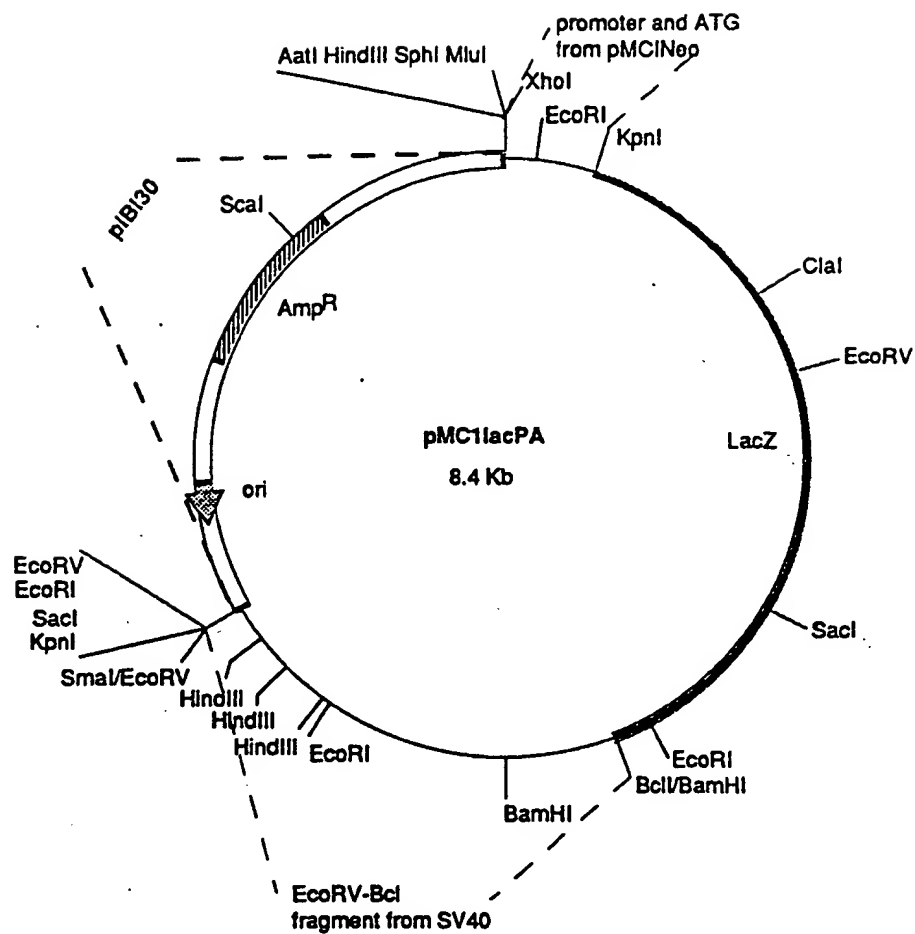 promoter and ATG
from pMCINeo
AatI HindIII SphI MluI
XhoI
EcoRI
KpnI
pIBI30
ScaI
AmpR
ClaI
EcoRV
LacZ
pMC1lacPA
8.4 Kb
ori
EcoRV
EcoRI
SacI
KpnI
SmaI/EcoRV
HindIII
HindIII
HindIII
EcoRI
SacI
EcoRI
BclI/BamHI
BamHI
EcoRV-Bcl
fragment from SV40